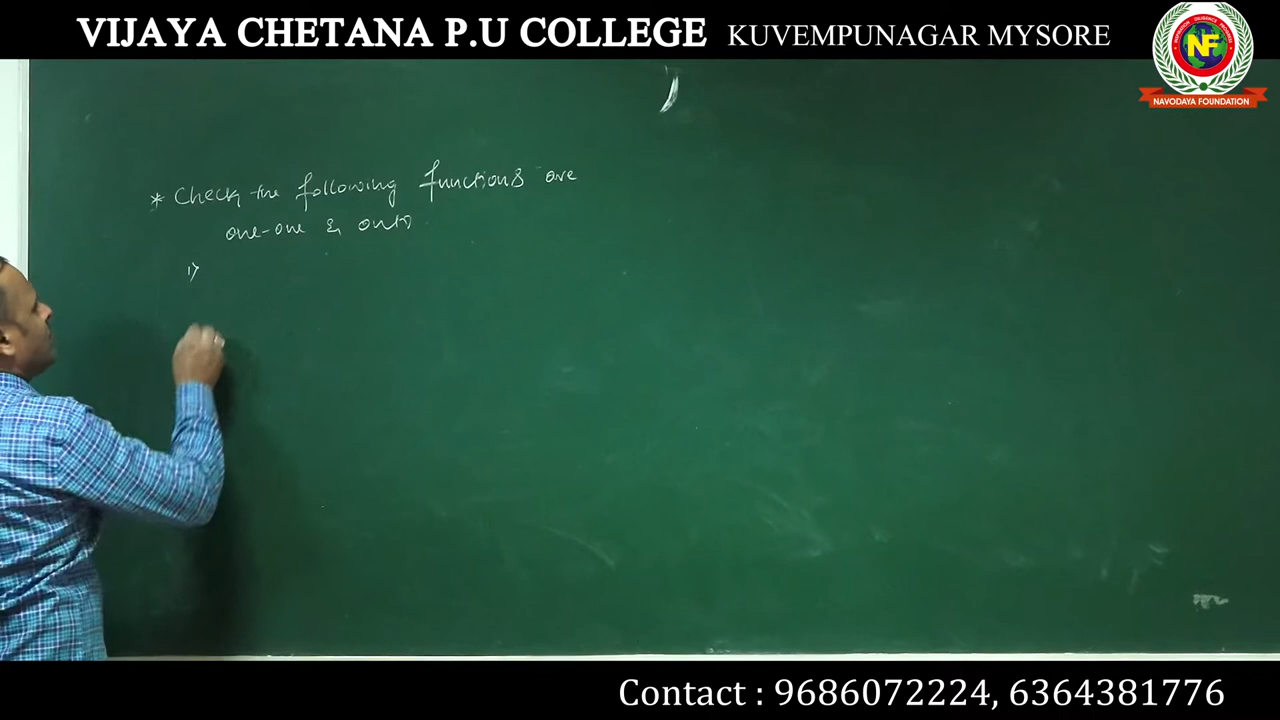 VIJAYA CHETANA P.U COLLEGE KUVEMPUNAGAR MYSORE
NF
NAVODAYA FOUNDATION
* Check the following functions are
one-one & onto
1)
Contact : 9686072224, 6364381776